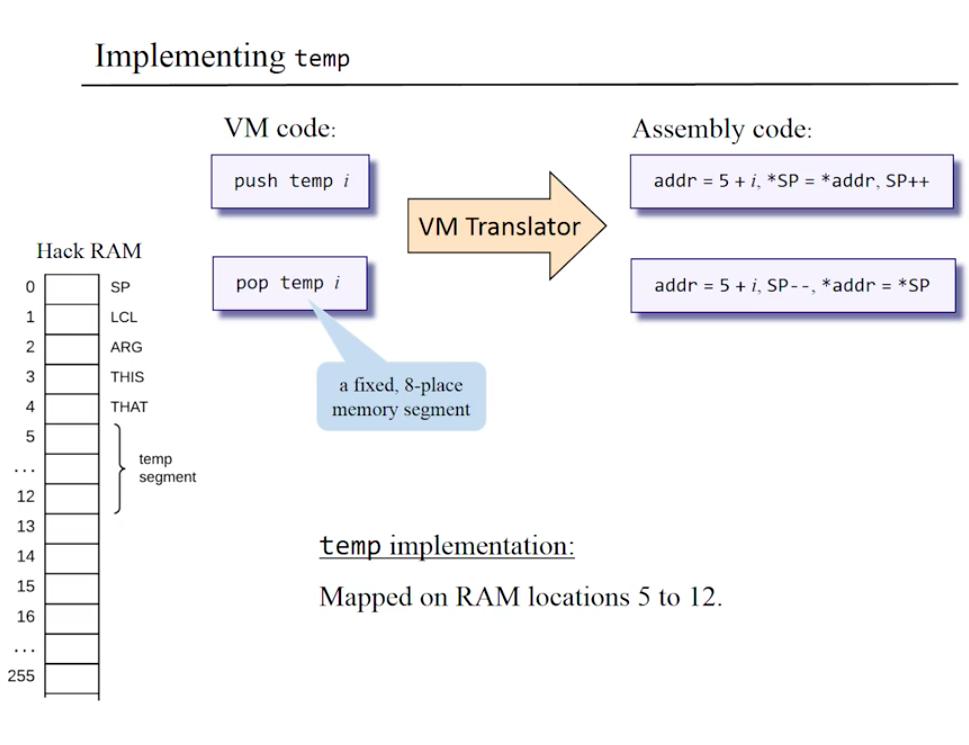 Implementing temp
VM code:
Assembly code:
push temp i
VM Translator
addr = 5 + i, *SP = *addr, SP++
pop temp i
addr = 5 + i, SP--, *addr = *SP
a fixed, 8-place
memory segment
Hack RAM
0 SP
1 LCL
2 ARG
3 THIS
4 THAT
5
...
12
temp
segment
13
14
15
16
...
255
temp implementation:
Mapped on RAM locations 5 to 12.